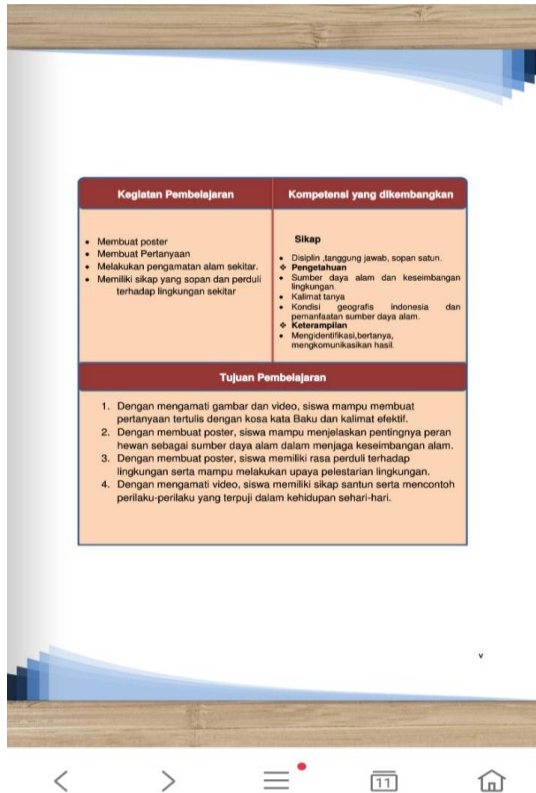 Kegiatan Pembelajaran
Kompetensi yang dikembangkan
• Membuat poster
• Membuat Pertanyaan
• Melakukan pengamatan alam sekitar.
• Memiliki sikap yang sopan dan perduli
terhadap lingkungan sekitar
Sikap
• Disiplin ,tanggung jawab, sopan satun.
❖ Pengetahuan
• Sumber daya alam dan keseimbangan
lingkungan.
• Kalimat tanya
• Kondisi geografis indonesia dan
pemanfaatan sumber daya alam.
❖ Keterampilan
• Mengidentifikasi,bertanya,
mengkomunikasikan hasil.
Tujuan Pembelajaran
1. Dengan mengamati gambar dan video, siswa mampu membuat
pertanyaan tertulis dengan kosa kata Baku dan kalimat efektif.
2. Dengan membuat poster, siswa mampu menjelaskan pentingnya peran
hewan sebagai sumber daya alam dalam menjaga keseimbangan alam.
3. Dengan membuat poster, siswa memiliki rasa perduli terhadap
lingkungan serta mampu melakukan upaya pelestarian lingkungan.
4. Dengan mengamati video, siswa memiliki sikap santun serta mencontoh
perilaku-perilaku yang terpuji dalam kehidupan sehari-hari.
v
11